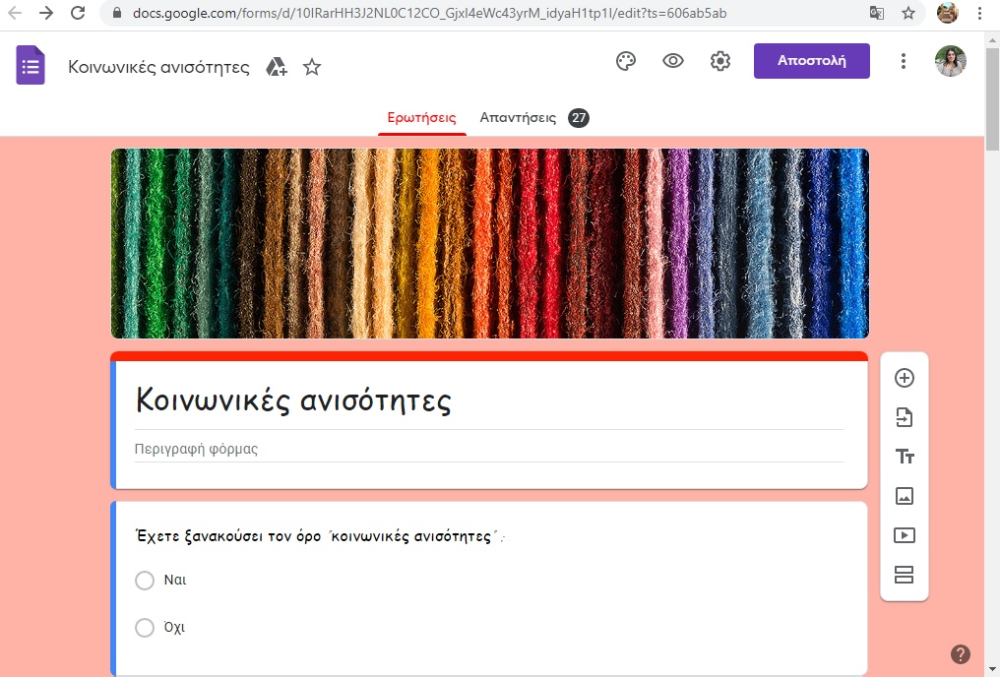 docs.google.com/forms/d/10IRarHH3J2NL0C12CO_Gjxl4eWc43yrM_idyaH1tp1I/edit?ts=606ab5ab
Κοινωνικές ανισότητες
Αποστολή
Ερωτήσεις Απαντήσεις 27
Κοινωνικές ανισότητες
Περιγραφή φόρμας
Έχετε ξανακούσει τον όρο "κοινωνικές ανισότητες";
Ναι
Όχι